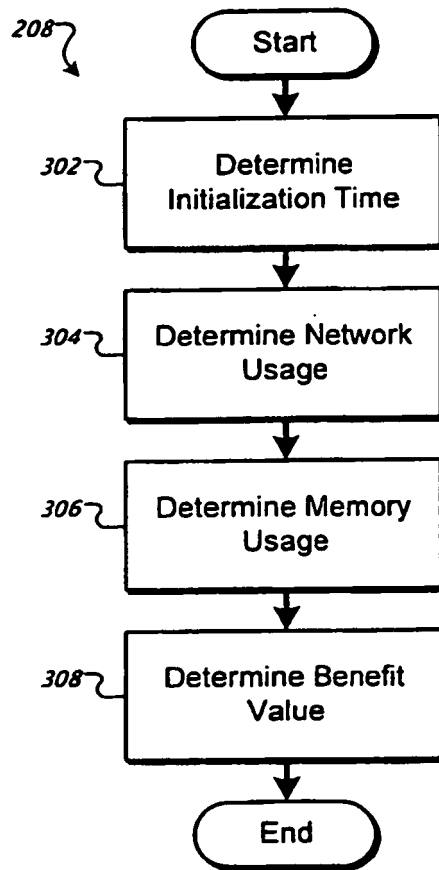 208
Start
302
Determine
Initialization Time
304
Determine Network
Usage
306
Determine Memory
Usage
308
Determine Benefit
Value
End